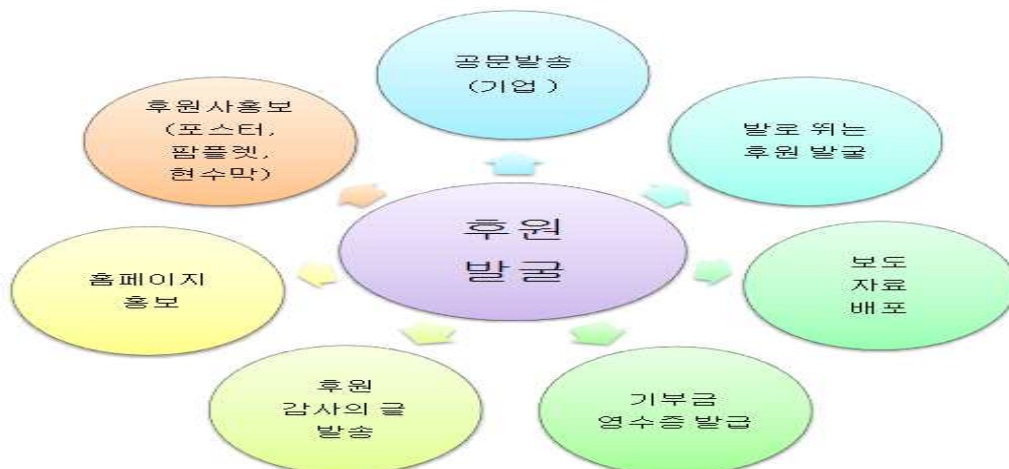 공문발송
(기업 )
후원사홍보
(포스터,
팜플렛,
현수막)
발로 뛰는
후원 발굴
후원
발굴
홈페이지
홍보
보도
자료
배포
후원
감사의 글
발송
기부금
영수증 발급